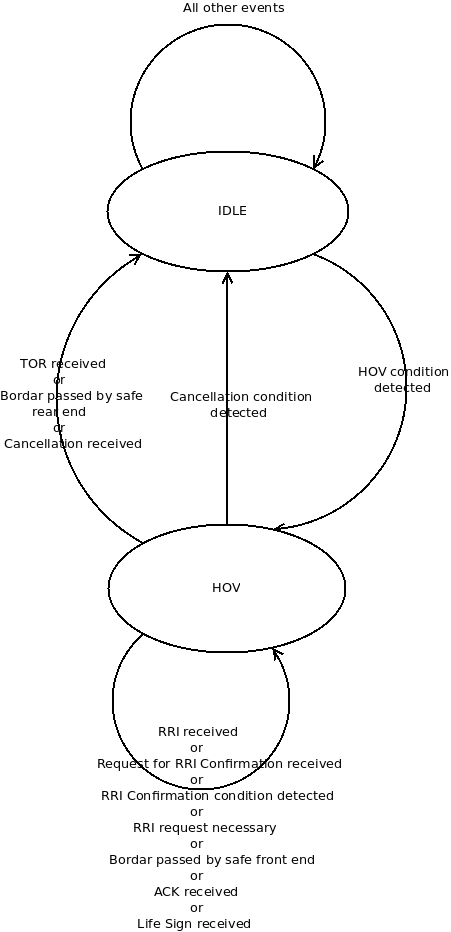 All other events
IDLE
TOR received
or
Bordar passed by safe
rear end
or
Cancellation received
Cancellation condition
detected
HOV condition
detected
HOV
RRI received
or
Request for RRI Confirmation received
or
RRI Confirmation condition detected
or
RRI request necessary
or
Bordar passed by safe front end
or
ACK received
or
Life Sign received